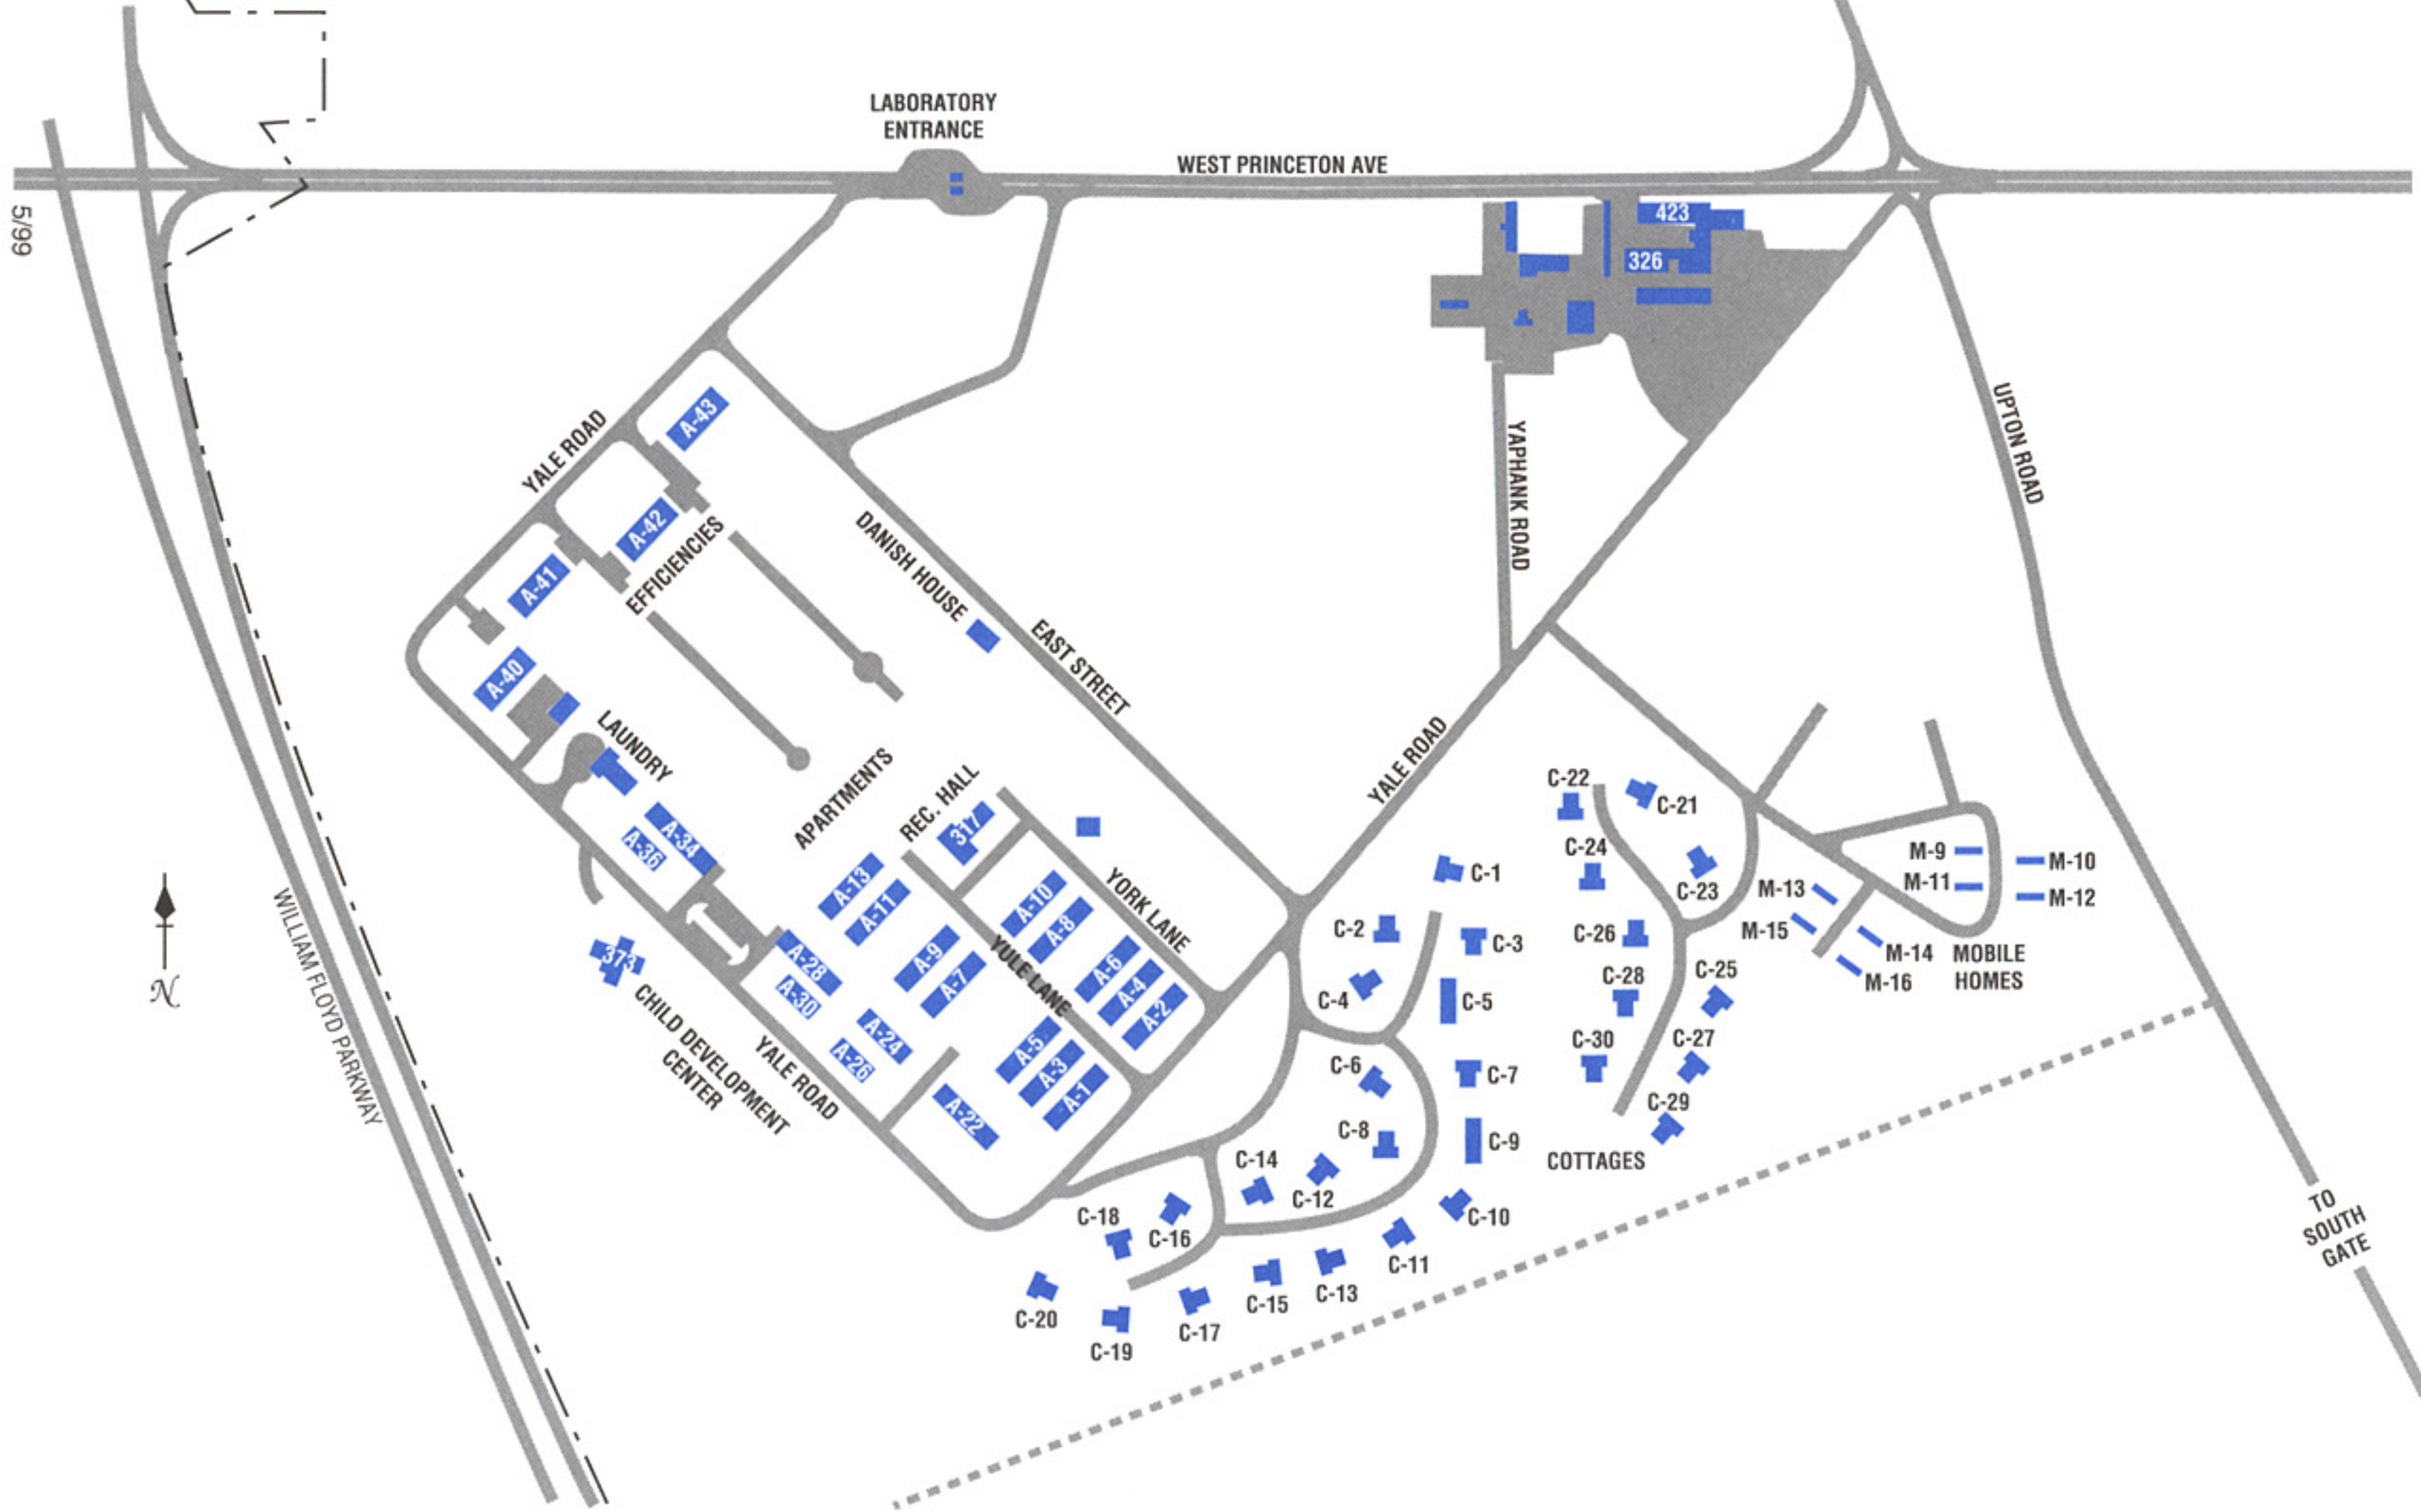 LABORATORY
ENTRANCE
WEST PRINCETON AVE
5/99
423
326
YALE ROAD
A-43
A-42
A-41
A-40
EFFICIENCIES
DANISH HOUSE
EAST STREET
YAPHANK ROAD
UPTON ROAD
LAUNDRY
A-34
A-36
APARTMENTS
REC. HALL
317
YALE ROAD
A-13
A-11
A-10
A-8
YORK LANE
A-9
A-7
YULE LANE
A-6
A-4
A-2
A-28
A-30
A-24
A-26
A-5
A-3
A-1
A-22
373
CHILD DEVELOPMENT
CENTER
YALE ROAD
WILLIAM FLOYD PARKWAY
N
C-22
C-21
C-24
C-23
C-1
C-2
C-3
C-26
C-4
C-5
C-28
C-25
C-6
C-7
C-30
C-27
C-8
C-9
C-29
COTTAGES
C-14
C-12
C-10
C-18
C-16
C-11
C-20
C-19
C-17
C-15
C-13
M-9
M-10
M-11
M-12
M-13
M-15
M-14
M-16
MOBILE
HOMES
TO
SOUTH
GATE